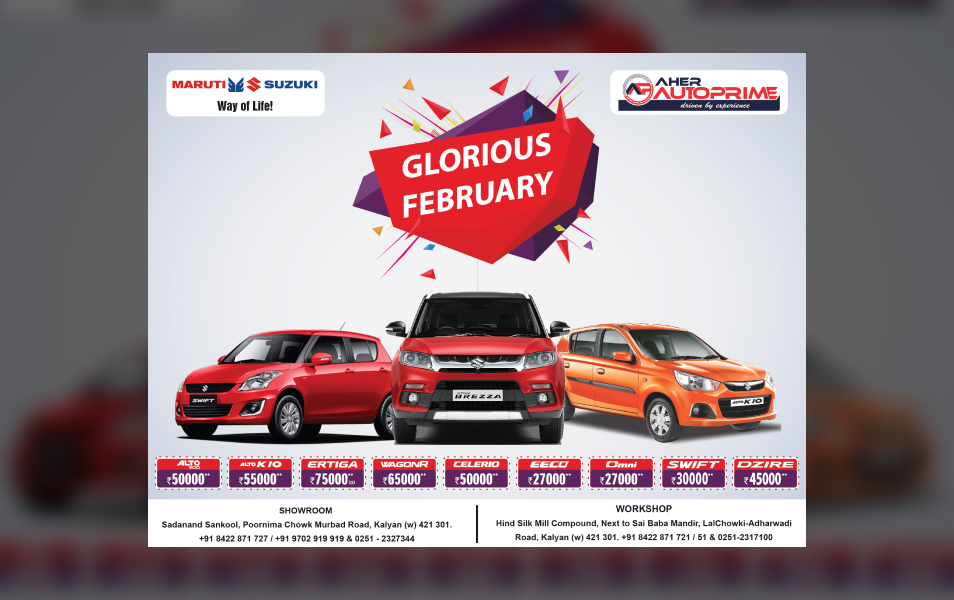 MARUTI SUZUKI
Way of Life!
AHER
AUTOPRIME
driven by experience
GLORIOUS
FEBRUARY
SWIFT
BREZZA
ALTO K10
ALTO
800
₹50000**
ALTO K10
₹55000**
ERTIGA
₹75000**
WAGONR
₹65000**
CELERIO
₹50000**
EECO
₹27000**
Omni
₹27000**
SWIFT
₹30000**
DZIRE
₹45000**
SHOWROOM
Sadanand Sankool, Poornima Chowk Murbad Road, Kalyan (w) 421 301.
+91 8422 871 727 / +91 9702 919 919 & 0251 - 2327344
WORKSHOP
Hind Silk Mill Compound, Next to Sai Baba Mandir, LalChowki-Adharwadi
Road, Kalyan (w) 421 301. +91 8422 871 721 / 51 & 0251-2317100